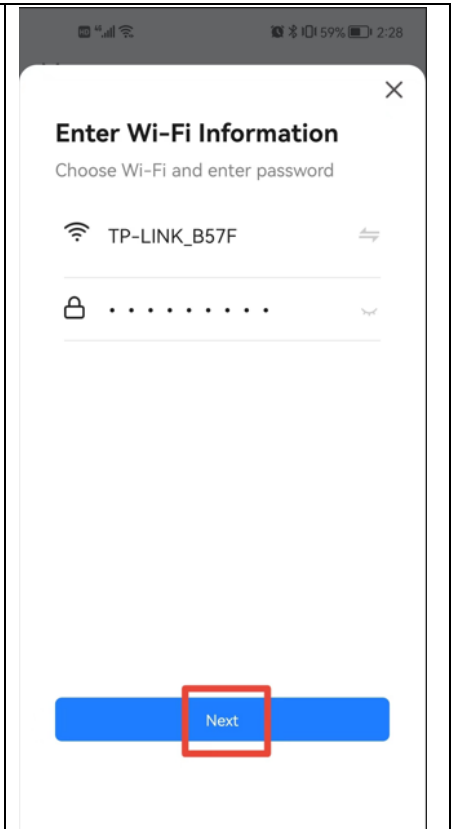 59% 2:28
Enter Wi-Fi Information
Choose Wi-Fi and enter password
TP-LINK_B57F
• • • • • • • • •
Next